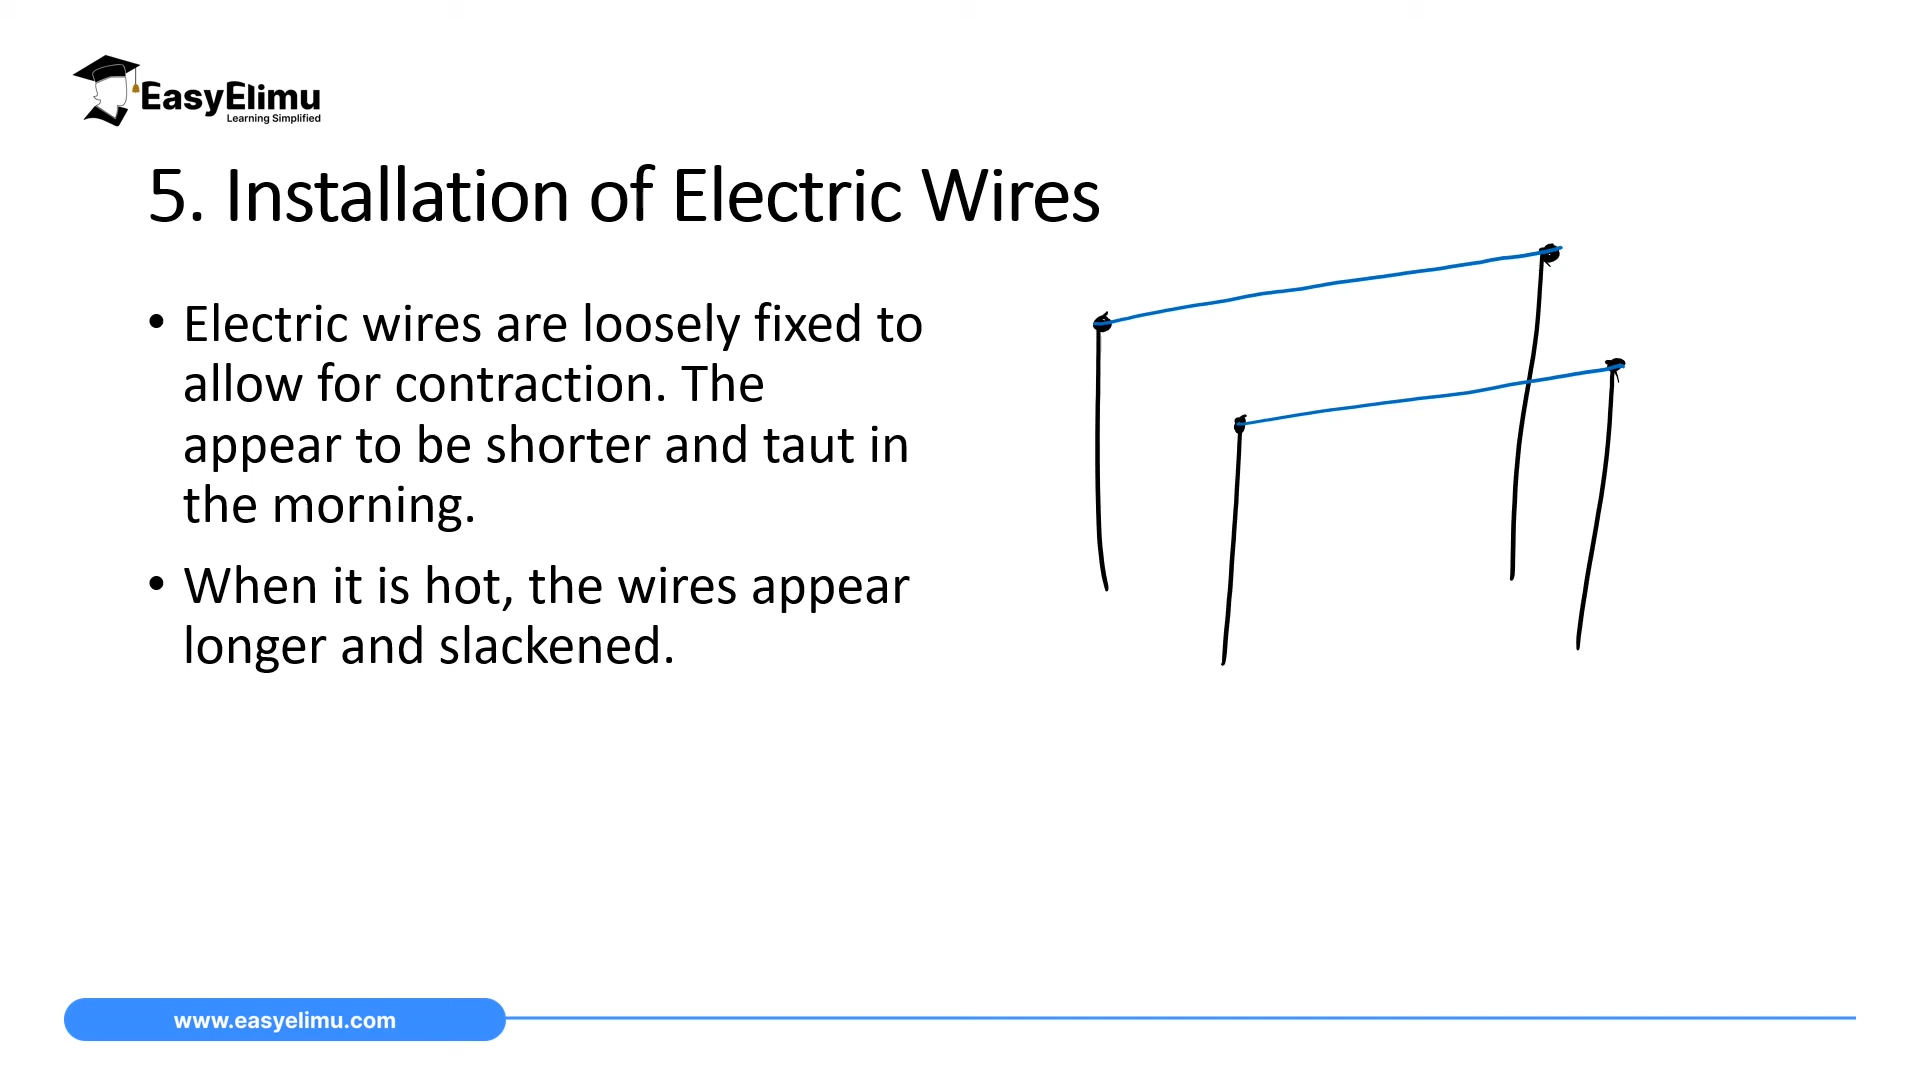 EasyElimu
Learning Simplified
5. Installation of Electric Wires
• Electric wires are loosely fixed to
allow for contraction. The
appear to be shorter and taut in
the morning.
• When it is hot, the wires appear
longer and slackened.
www.easyelimu.com